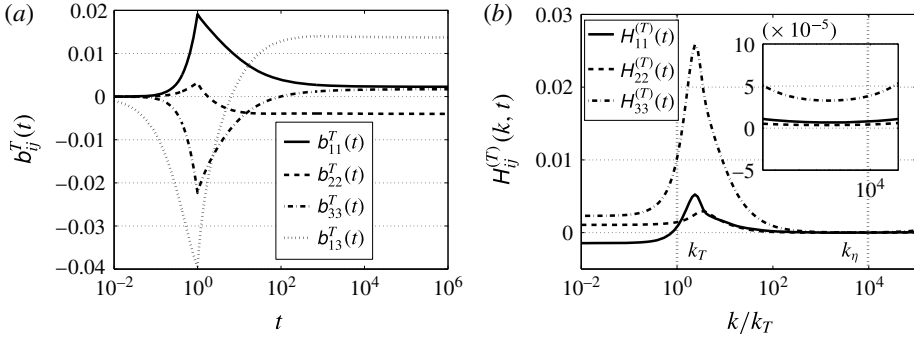 (a)
0.02
0.01
0
−0.01
−0.02
−0.03
−0.04
b^T_ij(t)
b^T_11(t)
b^T_22(t)
b^T_33(t)
b^T_13(t)
10^−2 10^0 10^2 10^4 10^6
t
(b)
0.03
0.02
0.01
0
H^(T)_ij(k, t)
H^(T)_11(t)
H^(T)_22(t)
H^(T)_33(t)
(× 10^−5)
10
5
0
−5
10^4
k_T k_η
10^−2 10^0 10^2 10^4
k/k_T